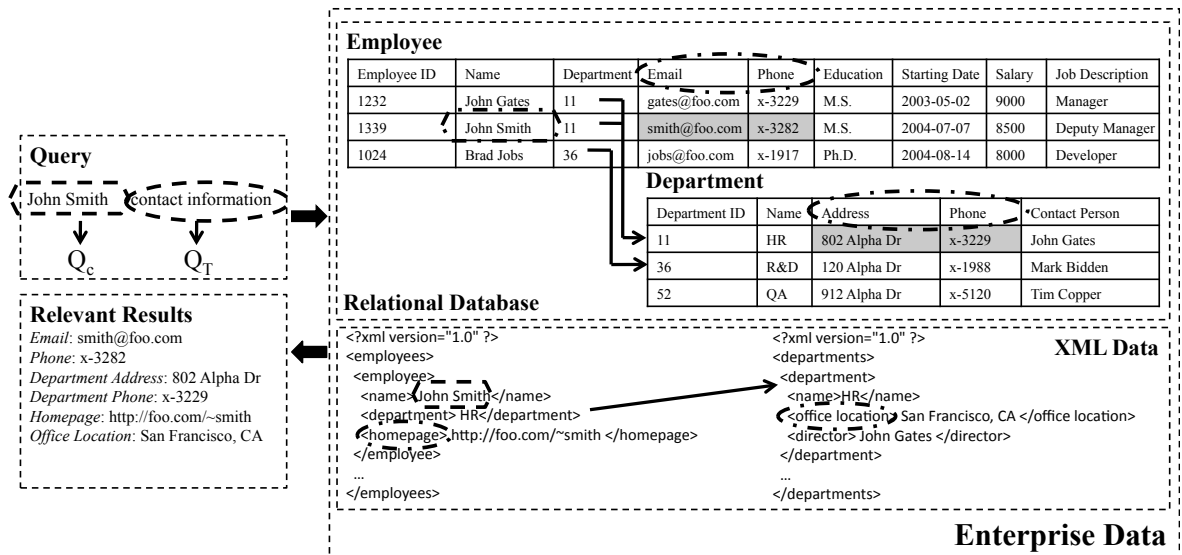 Query
John Smith contact information
Qc QT
Relevant Results
Email: smith@foo.com
Phone: x-3282
Department Address: 802 Alpha Dr
Department Phone: x-3229
Homepage: http://foo.com/~smith
Office Location: San Francisco, CA
Employee
Employee ID Name Department Email Phone Education Starting Date Salary Job Description
1232 John Gates 11 gates@foo.com x-3229 M.S. 2003-05-02 9000 Manager
1339 John Smith 11 smith@foo.com x-3282 M.S. 2004-07-07 8500 Deputy Manager
1024 Brad Jobs 36 jobs@foo.com x-1917 Ph.D. 2004-08-14 8000 Developer
Department
Department ID Name Address Phone Contact Person
11 HR 802 Alpha Dr x-3229 John Gates
36 R&D 120 Alpha Dr x-1988 Mark Bidden
52 QA 912 Alpha Dr x-5120 Tim Copper
Relational Database
<?xml version="1.0" ?>
<employees>
<employee>
<name>John Smith</name>
<department> HR</department>
<homepage> http://foo.com/~smith </homepage>
</employee>
...
</employees>
<?xml version="1.0" ?>
<departments>
<department>
<name>HR</name>
<office location> San Francisco, CA </office location>
<director> John Gates </director>
</department>
...
</departments>
XML Data
Enterprise Data